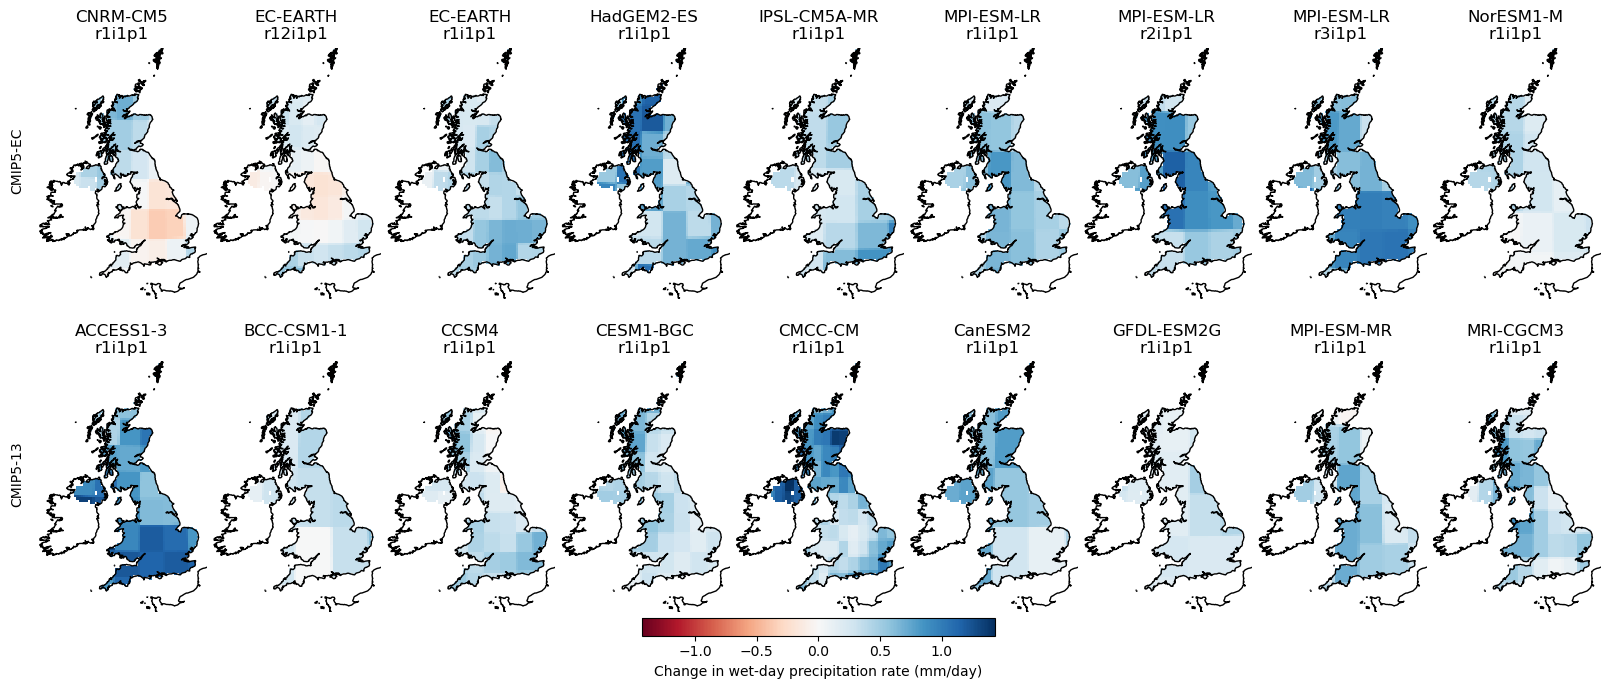 CNRM-CM5 EC-EARTH EC-EARTH HadGEM2-ES IPSL-CM5A-MR MPI-ESM-LR MPI-ESM-LR MPI-ESM-LR NorESM1-M
r1i1p1 r12i1p1 r1i1p1 r1i1p1 r1i1p1 r1i1p1 r2i1p1 r3i1p1 r1i1p1
CMIP5-EC
ACCESS1-3 BCC-CSM1-1 CCSM4 CESM1-BGC CMCC-CM CanESM2 GFDL-ESM2G MPI-ESM-MR MRI-CGCM3
r1i1p1 r1i1p1 r1i1p1 r1i1p1 r1i1p1 r1i1p1 r1i1p1 r1i1p1 r1i1p1
CMIP5-13
−1.0 −0.5 0.0 0.5 1.0
Change in wet-day precipitation rate (mm/day)